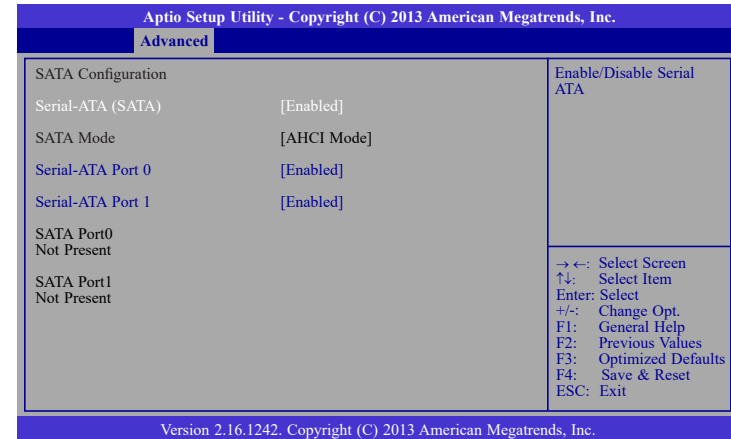 Aptio Setup Utility - Copyright (C) 2013 American Megatrends, Inc.
Advanced
SATA Configuration
Serial-ATA (SATA) [Enabled]
SATA Mode [AHCI Mode]
Serial-ATA Port 0 [Enabled]
Serial-ATA Port 1 [Enabled]
SATA Port0
Not Present
SATA Port1
Not Present
Enable/Disable Serial
ATA
→ ←: Select Screen
↑↓: Select Item
Enter: Select
+/-: Change Opt.
F1: General Help
F2: Previous Values
F3: Optimized Defaults
F4: Save & Reset
ESC: Exit
Version 2.16.1242. Copyright (C) 2013 American Megatrends, Inc.